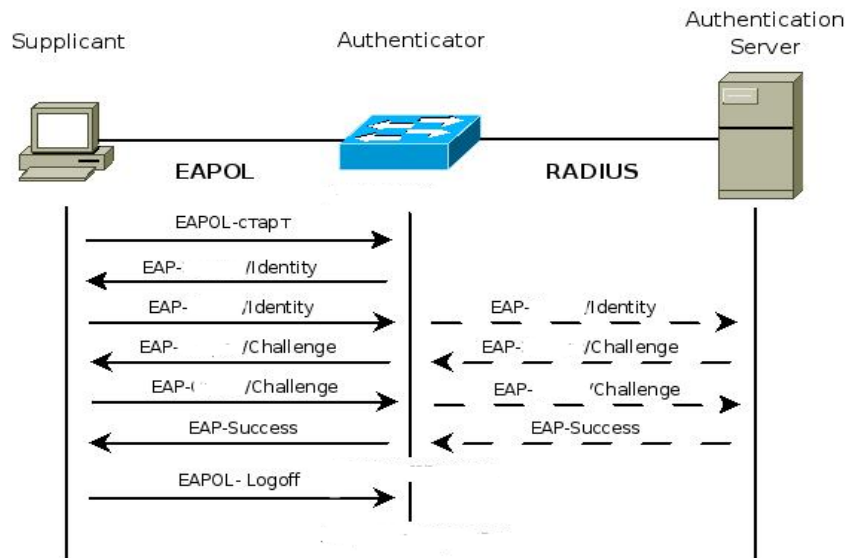 Supplicant
Authenticator
Authentication
Server
EAPOL
RADIUS
EAPOL-старт
EAP- /Identity
EAP- /Identity
EAP- /Identity
EAP- /Challenge
EAP- /Challenge
EAP- /Challenge
EAP- /Challenge
EAP-Success
EAP-Success
EAPOL- Logoff